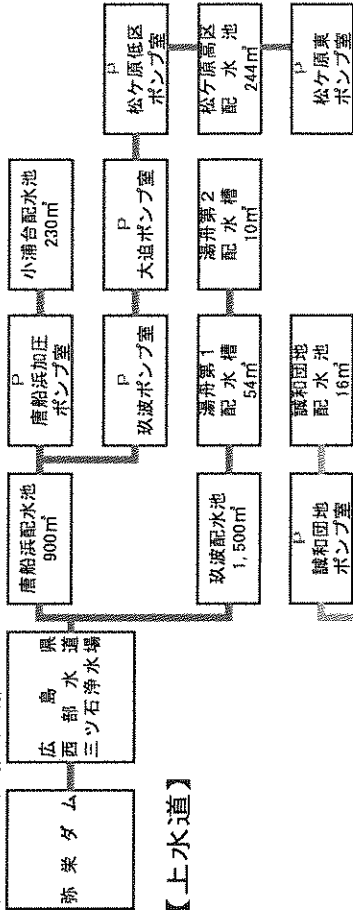 弥栄ダム
広島県
西部水道
三ツ石浄水場
唐船浜配水池
900㎥
P
唐船浜加圧
ポンプ室
小浦台配水池
230㎥
P
玖波ポンプ室
P
大迫ポンプ室
P
松ケ原低区
ポンプ室
松ケ原高区
配水池
244㎥
P
松ケ原東
ポンプ室
玖波配水池
1,500㎥
湯舟第1
配水槽
54㎥
湯舟第2
配水槽
10㎥
P
誠和団地
ポンプ室
誠和団地
配水池
16㎥
【上水道】